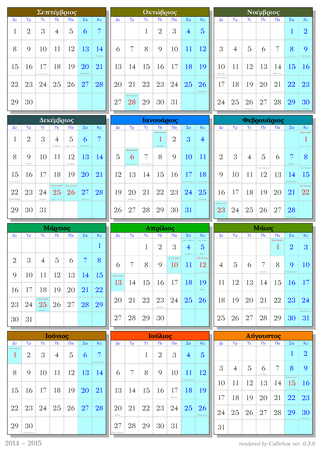 Σεπτέμβριος
Δε Τρ Τε Πε Πα Σα Κυ
1 2 3 4 5 6 7
8 9 10 11 12 13 14
15 16 17 18 19 20 21
22 23 24 25 26 27 28
29 30
Οκτώβριος
Δε Τρ Τε Πε Πα Σα Κυ
1 2 3 4 5
6 7 8 9 10 11 12
13 14 15 16 17 18 19
20 21 22 23 24 25 26
27 28 29 30 31
Νοέμβριος
Δε Τρ Τε Πε Πα Σα Κυ
1 2
3 4 5 6 7 8 9
10 11 12 13 14 15 16
17 18 19 20 21 22 23
24 25 26 27 28 29 30
Δεκέμβριος
Δε Τρ Τε Πε Πα Σα Κυ
1 2 3 4 5 6 7
8 9 10 11 12 13 14
15 16 17 18 19 20 21
22 23 24 25 26 27 28
29 30 31
Ιανουάριος
Δε Τρ Τε Πε Πα Σα Κυ
1 2 3 4
5 6 7 8 9 10 11
12 13 14 15 16 17 18
19 20 21 22 23 24 25
26 27 28 29 30 31
Φεβρουάριος
Δε Τρ Τε Πε Πα Σα Κυ
1
2 3 4 5 6 7 8
9 10 11 12 13 14 15
16 17 18 19 20 21 22
23 24 25 26 27 28
Μάρτιος
Δε Τρ Τε Πε Πα Σα Κυ
1
2 3 4 5 6 7 8
9 10 11 12 13 14 15
16 17 18 19 20 21 22
23 24 25 26 27 28 29
30 31
Απρίλιος
Δε Τρ Τε Πε Πα Σα Κυ
1 2 3 4 5
6 7 8 9 10 11 12
13 14 15 16 17 18 19
20 21 22 23 24 25 26
27 28 29 30
Μάιος
Δε Τρ Τε Πε Πα Σα Κυ
1 2 3
4 5 6 7 8 9 10
11 12 13 14 15 16 17
18 19 20 21 22 23 24
25 26 27 28 29 30 31
Ιούνιος
Δε Τρ Τε Πε Πα Σα Κυ
1 2 3 4 5 6 7
8 9 10 11 12 13 14
15 16 17 18 19 20 21
22 23 24 25 26 27 28
29 30
Ιούλιος
Δε Τρ Τε Πε Πα Σα Κυ
1 2 3 4 5
6 7 8 9 10 11 12
13 14 15 16 17 18 19
20 21 22 23 24 25 26
27 28 29 30 31
Αύγουστος
Δε Τρ Τε Πε Πα Σα Κυ
1 2
3 4 5 6 7 8 9
10 11 12 13 14 15 16
17 18 19 20 21 22 23
24 25 26 27 28 29 30
31
2014 – 2015
rendered by Callirhoe ver. 0.3.0